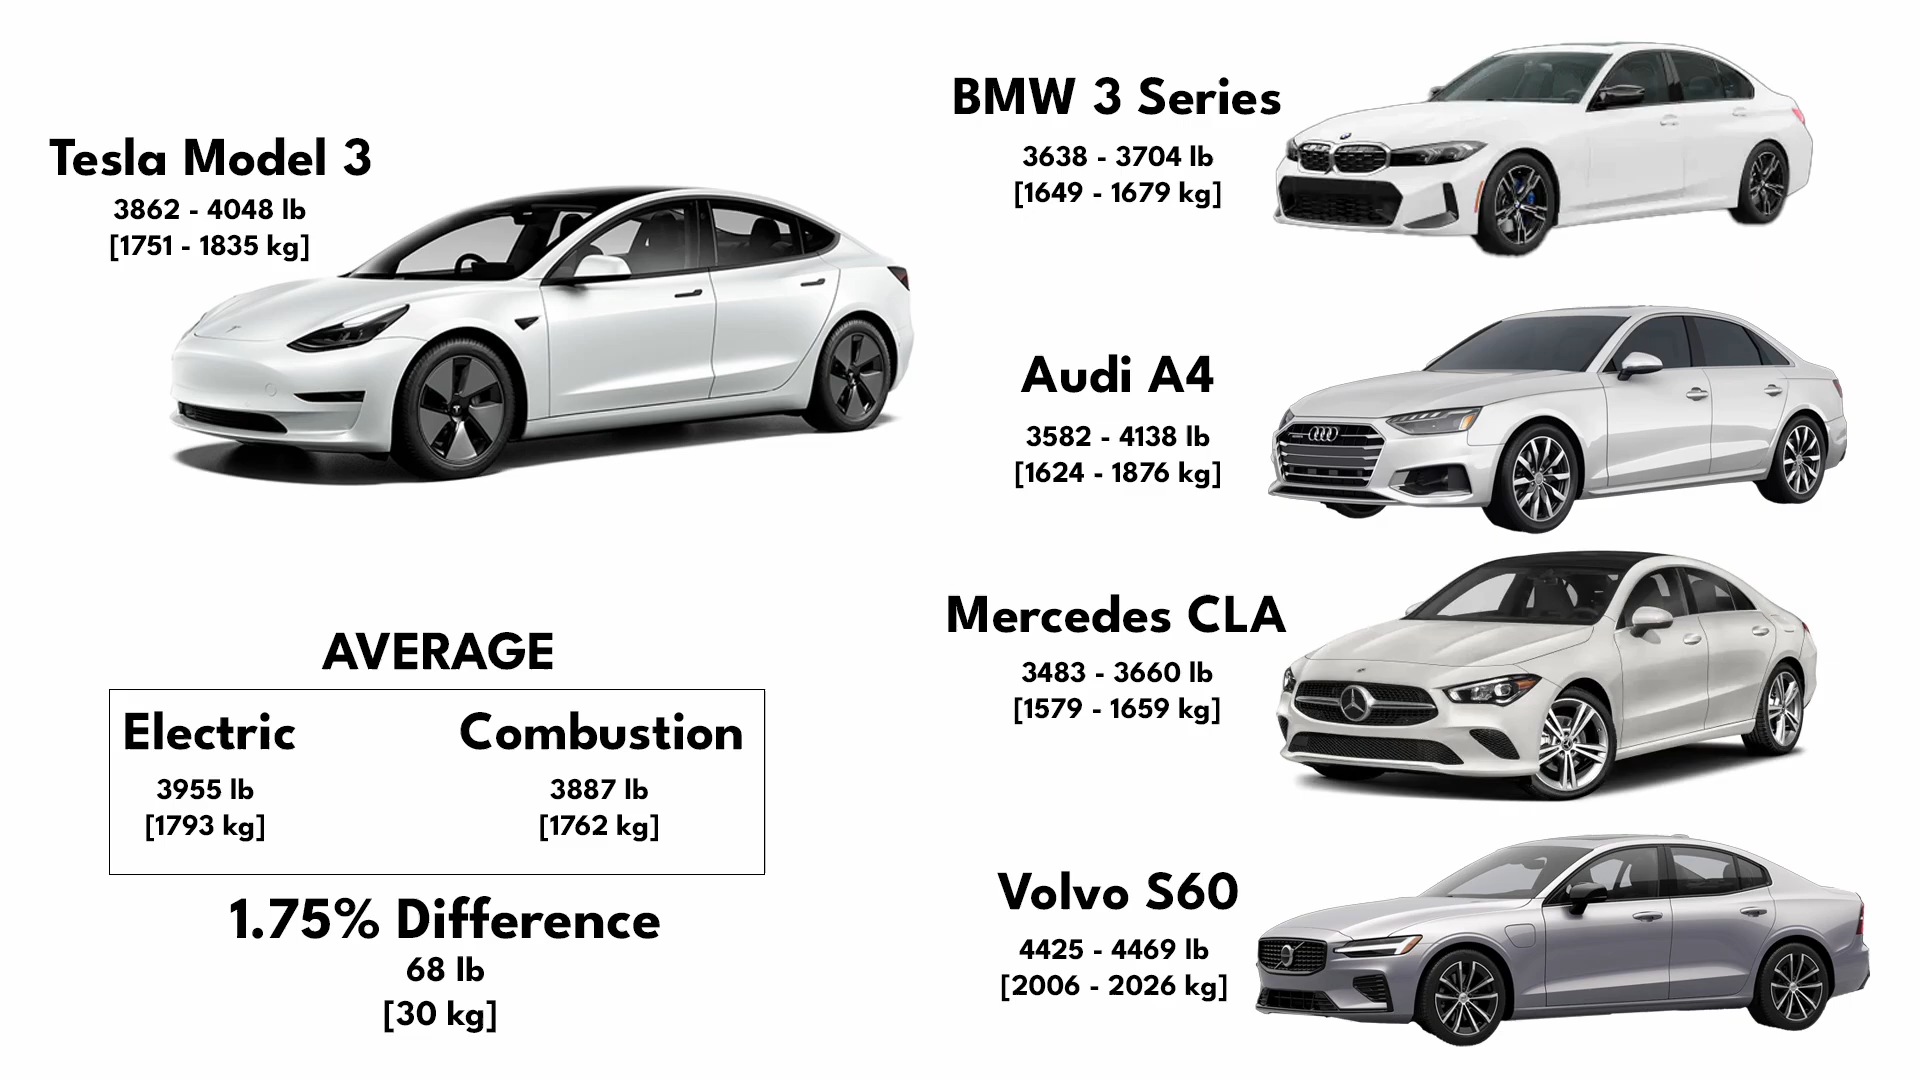 Tesla Model 3
3862 - 4048 lb
[1751 - 1835 kg]
BMW 3 Series
3638 - 3704 lb
[1649 - 1679 kg]
Audi A4
3582 - 4138 lb
[1624 - 1876 kg]
Mercedes CLA
3483 - 3660 lb
[1579 - 1659 kg]
Volvo S60
4425 - 4469 lb
[2006 - 2026 kg]
AVERAGE
Electric
3955 lb
[1793 kg]
Combustion
3887 lb
[1762 kg]
1.75% Difference
68 lb
[30 kg]